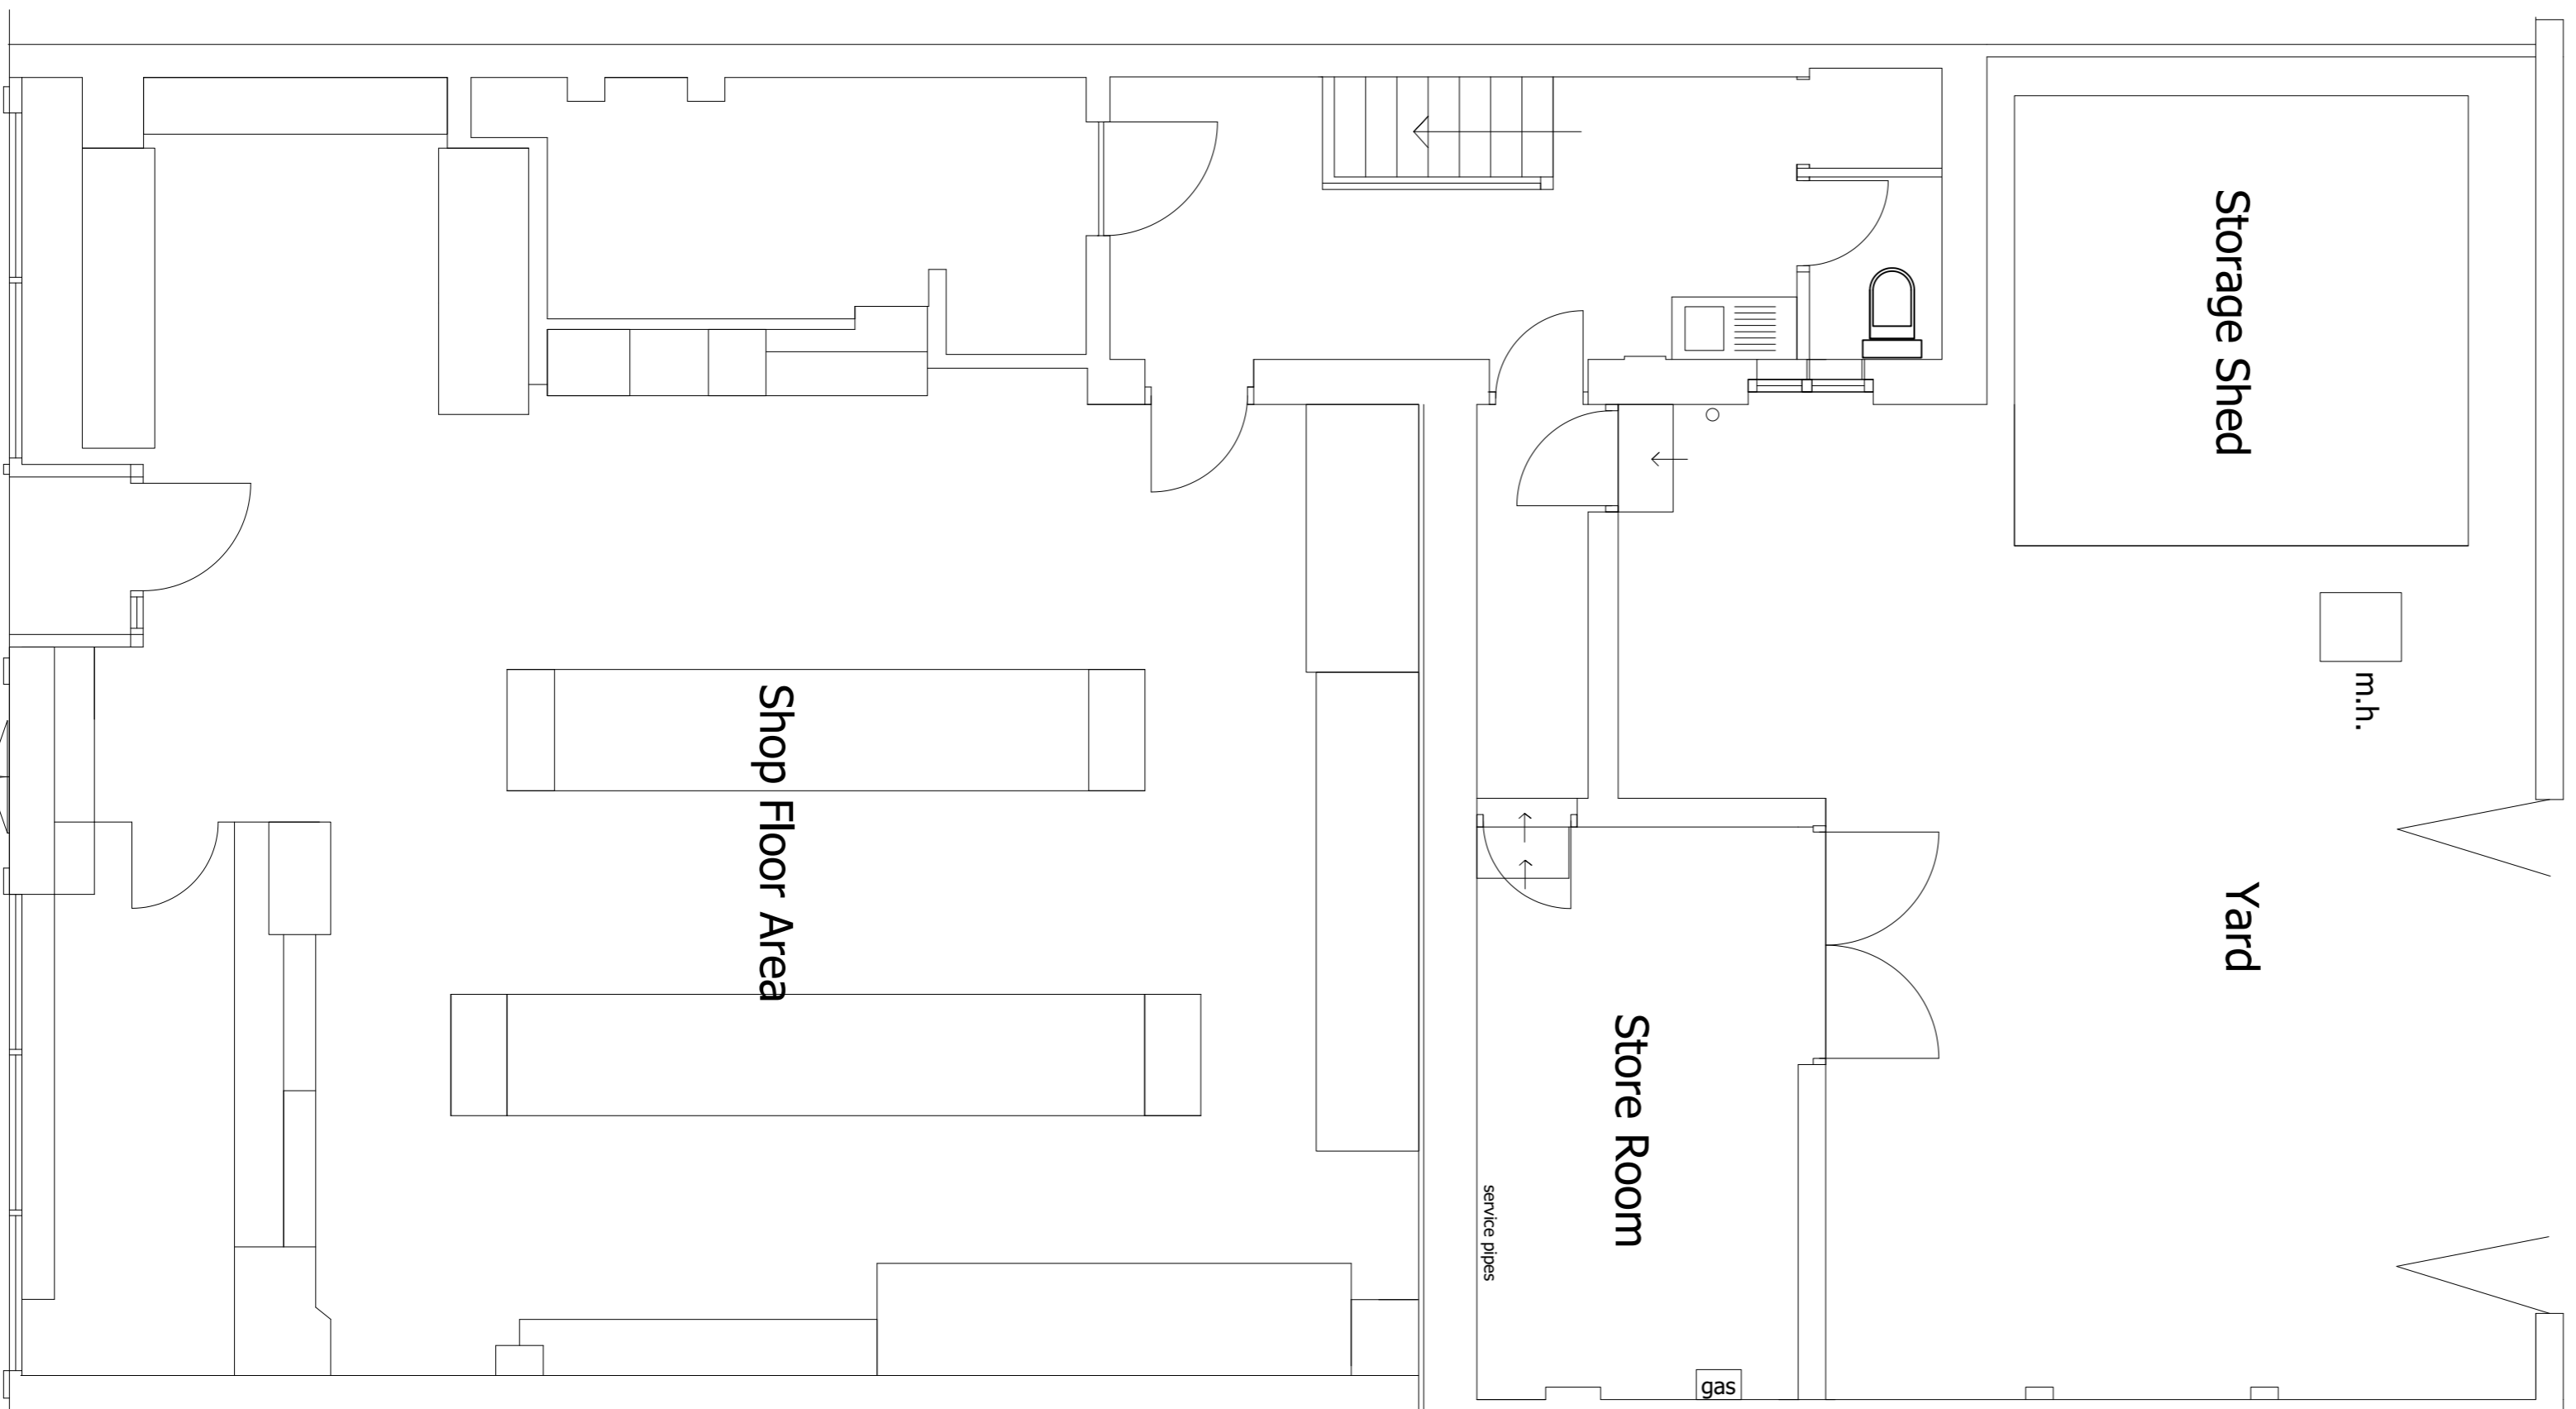 Storage Shed
m.h.
Shop Floor Area
Yard
Store Room
service pipes
gas